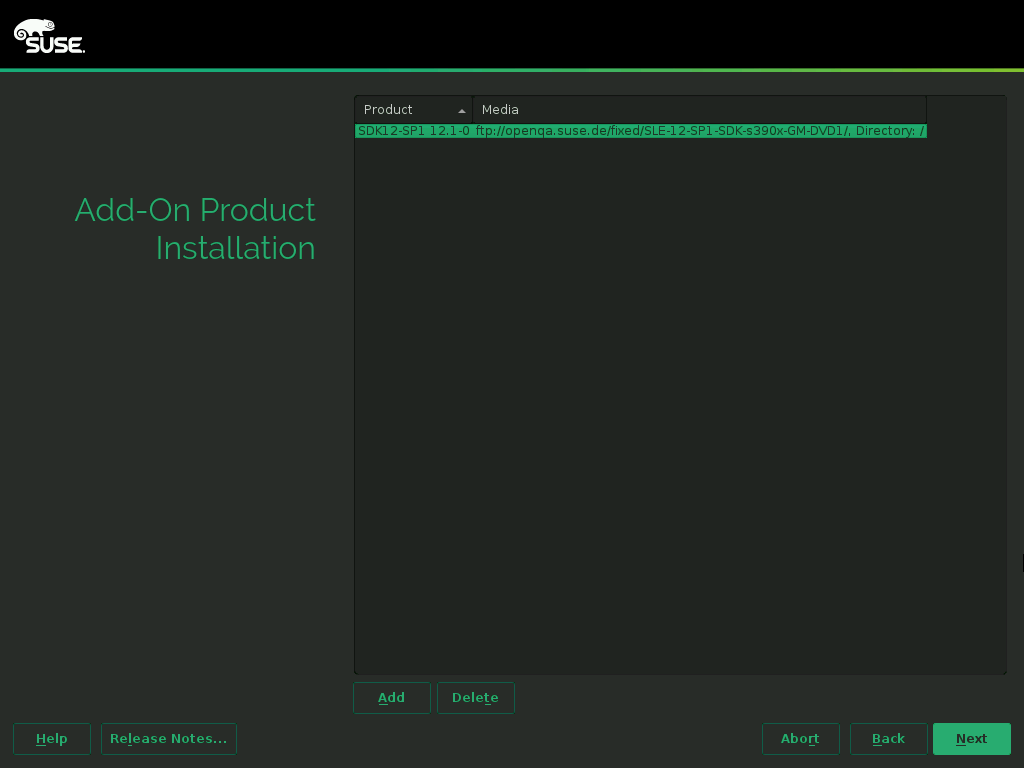 SUSE.
Product Media
SDK12-SP1 12.1-0 ftp://openqa.suse.de/fixed/SLE-12-SP1-SDK-s390x-GM-DVD1/, Directory: /
Add-On Product
Installation
Add Delete
Help Release Notes... Abort Back Next